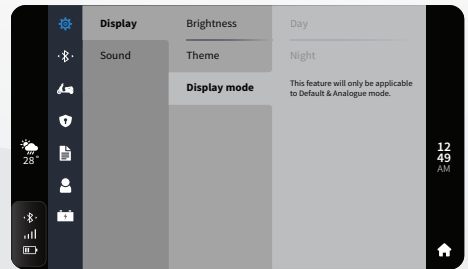 Display
Sound
Brightness
Theme
Display mode
Day
Night
This feature will only be applicable
to Default & Analogue mode.
28°
12
49
AM